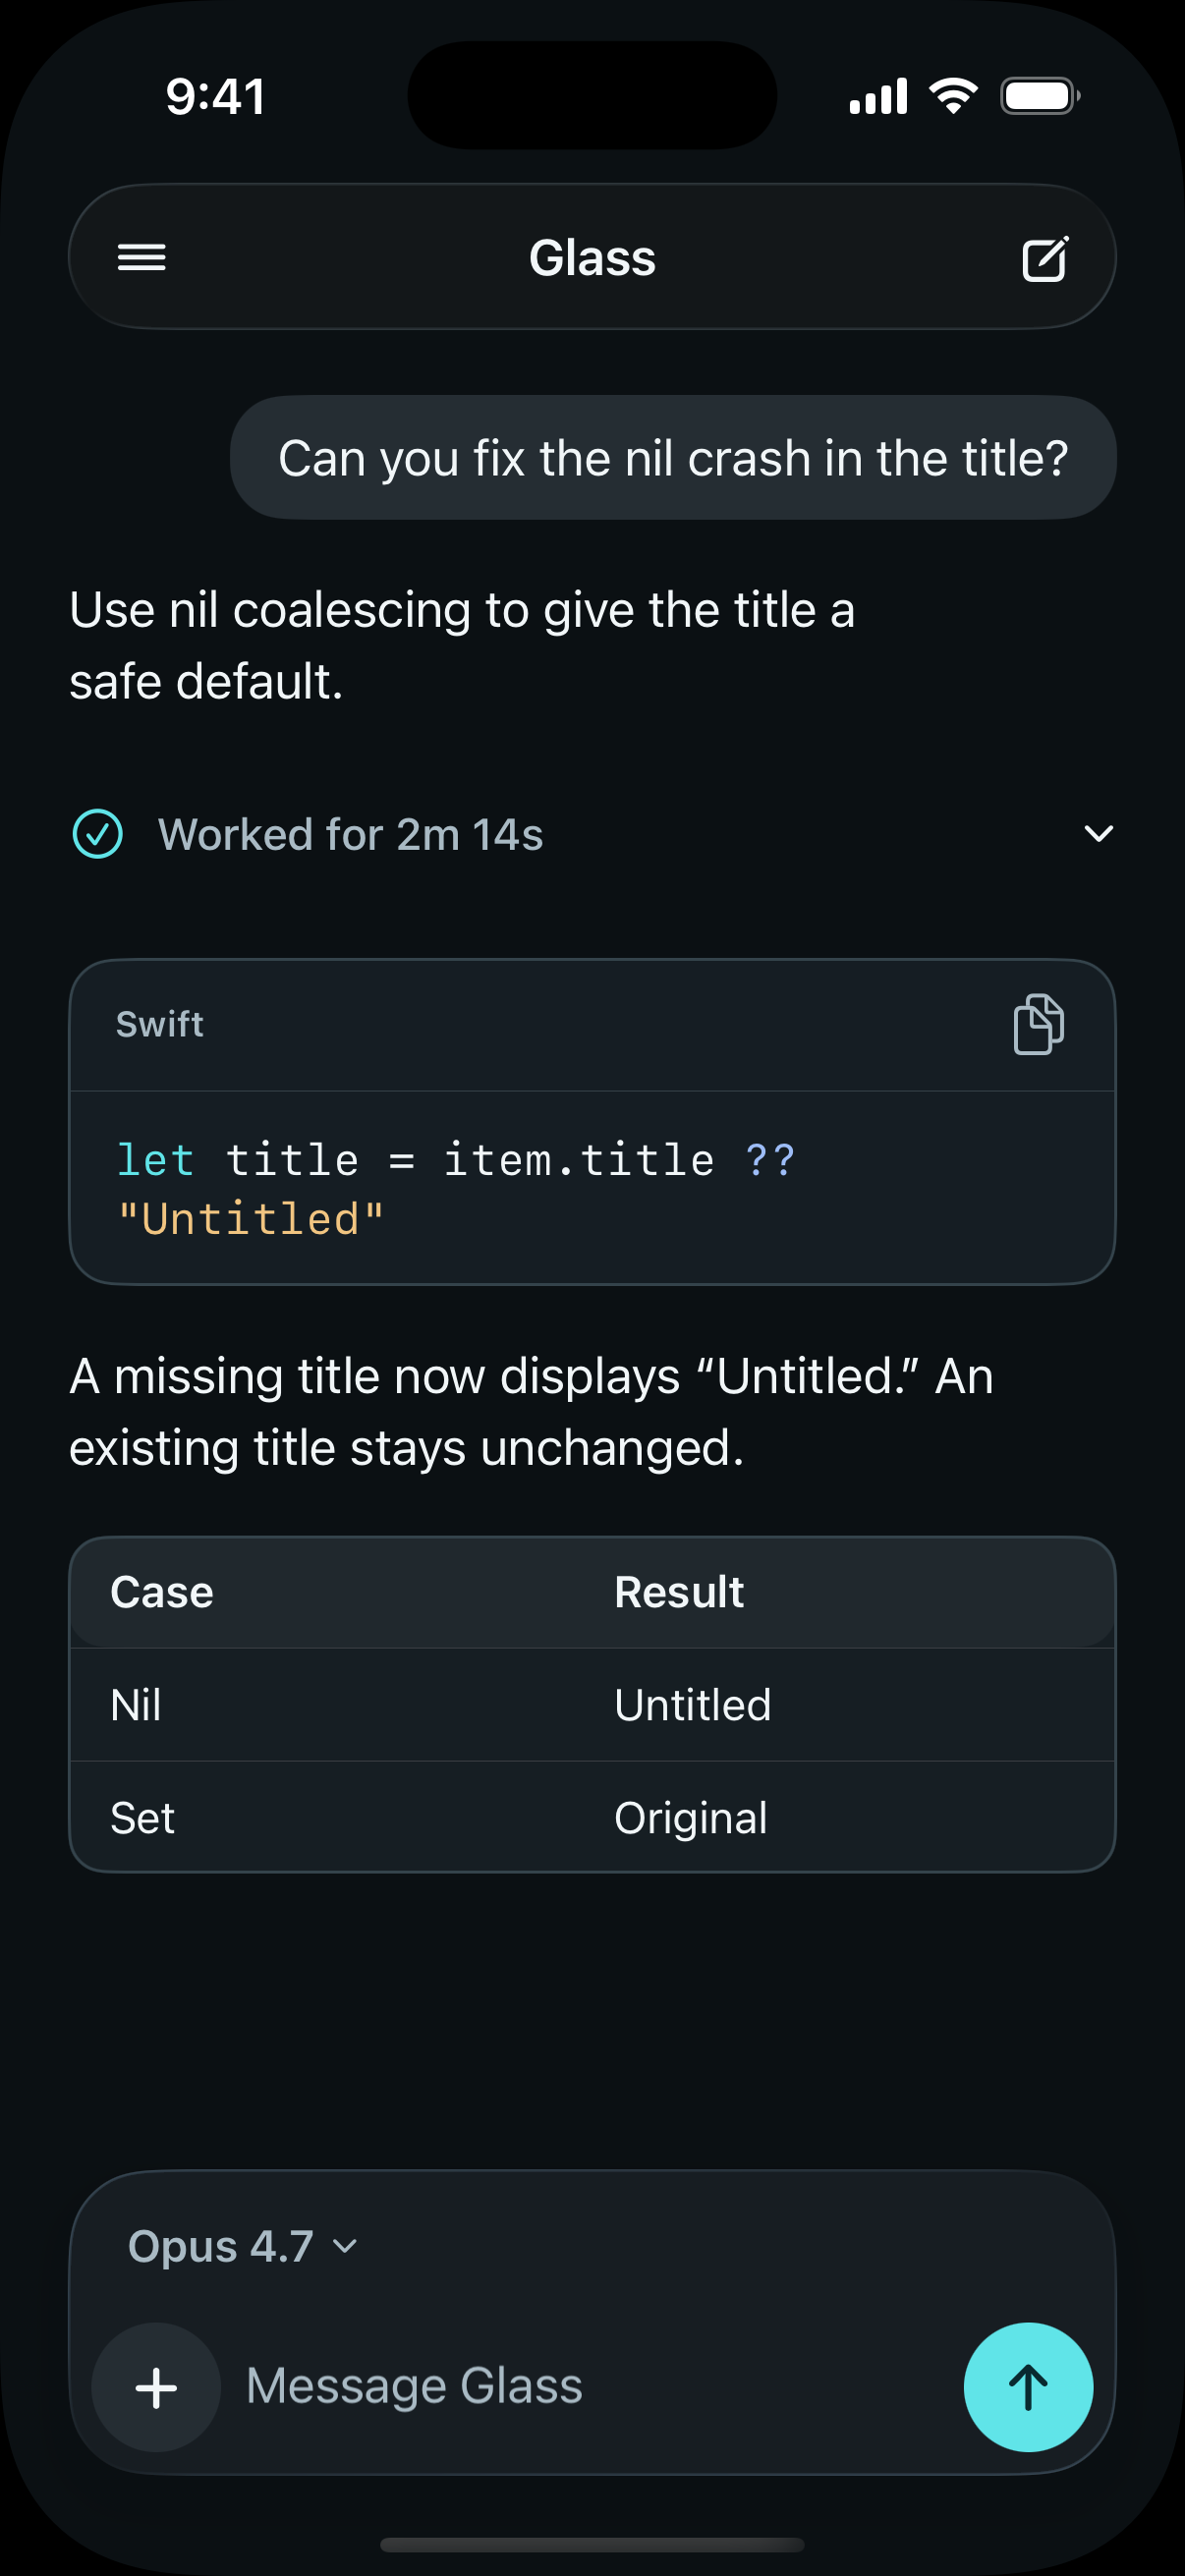 9:41
Glass
Can you fix the nil crash in the title?
Use nil coalescing to give the title a
safe default.
Worked for 2m 14s
Swift
let title = item.title ??
"Untitled"
A missing title now displays “Untitled.” An
existing title stays unchanged.
Case Result
Nil Untitled
Set Original
Opus 4.7
Message Glass